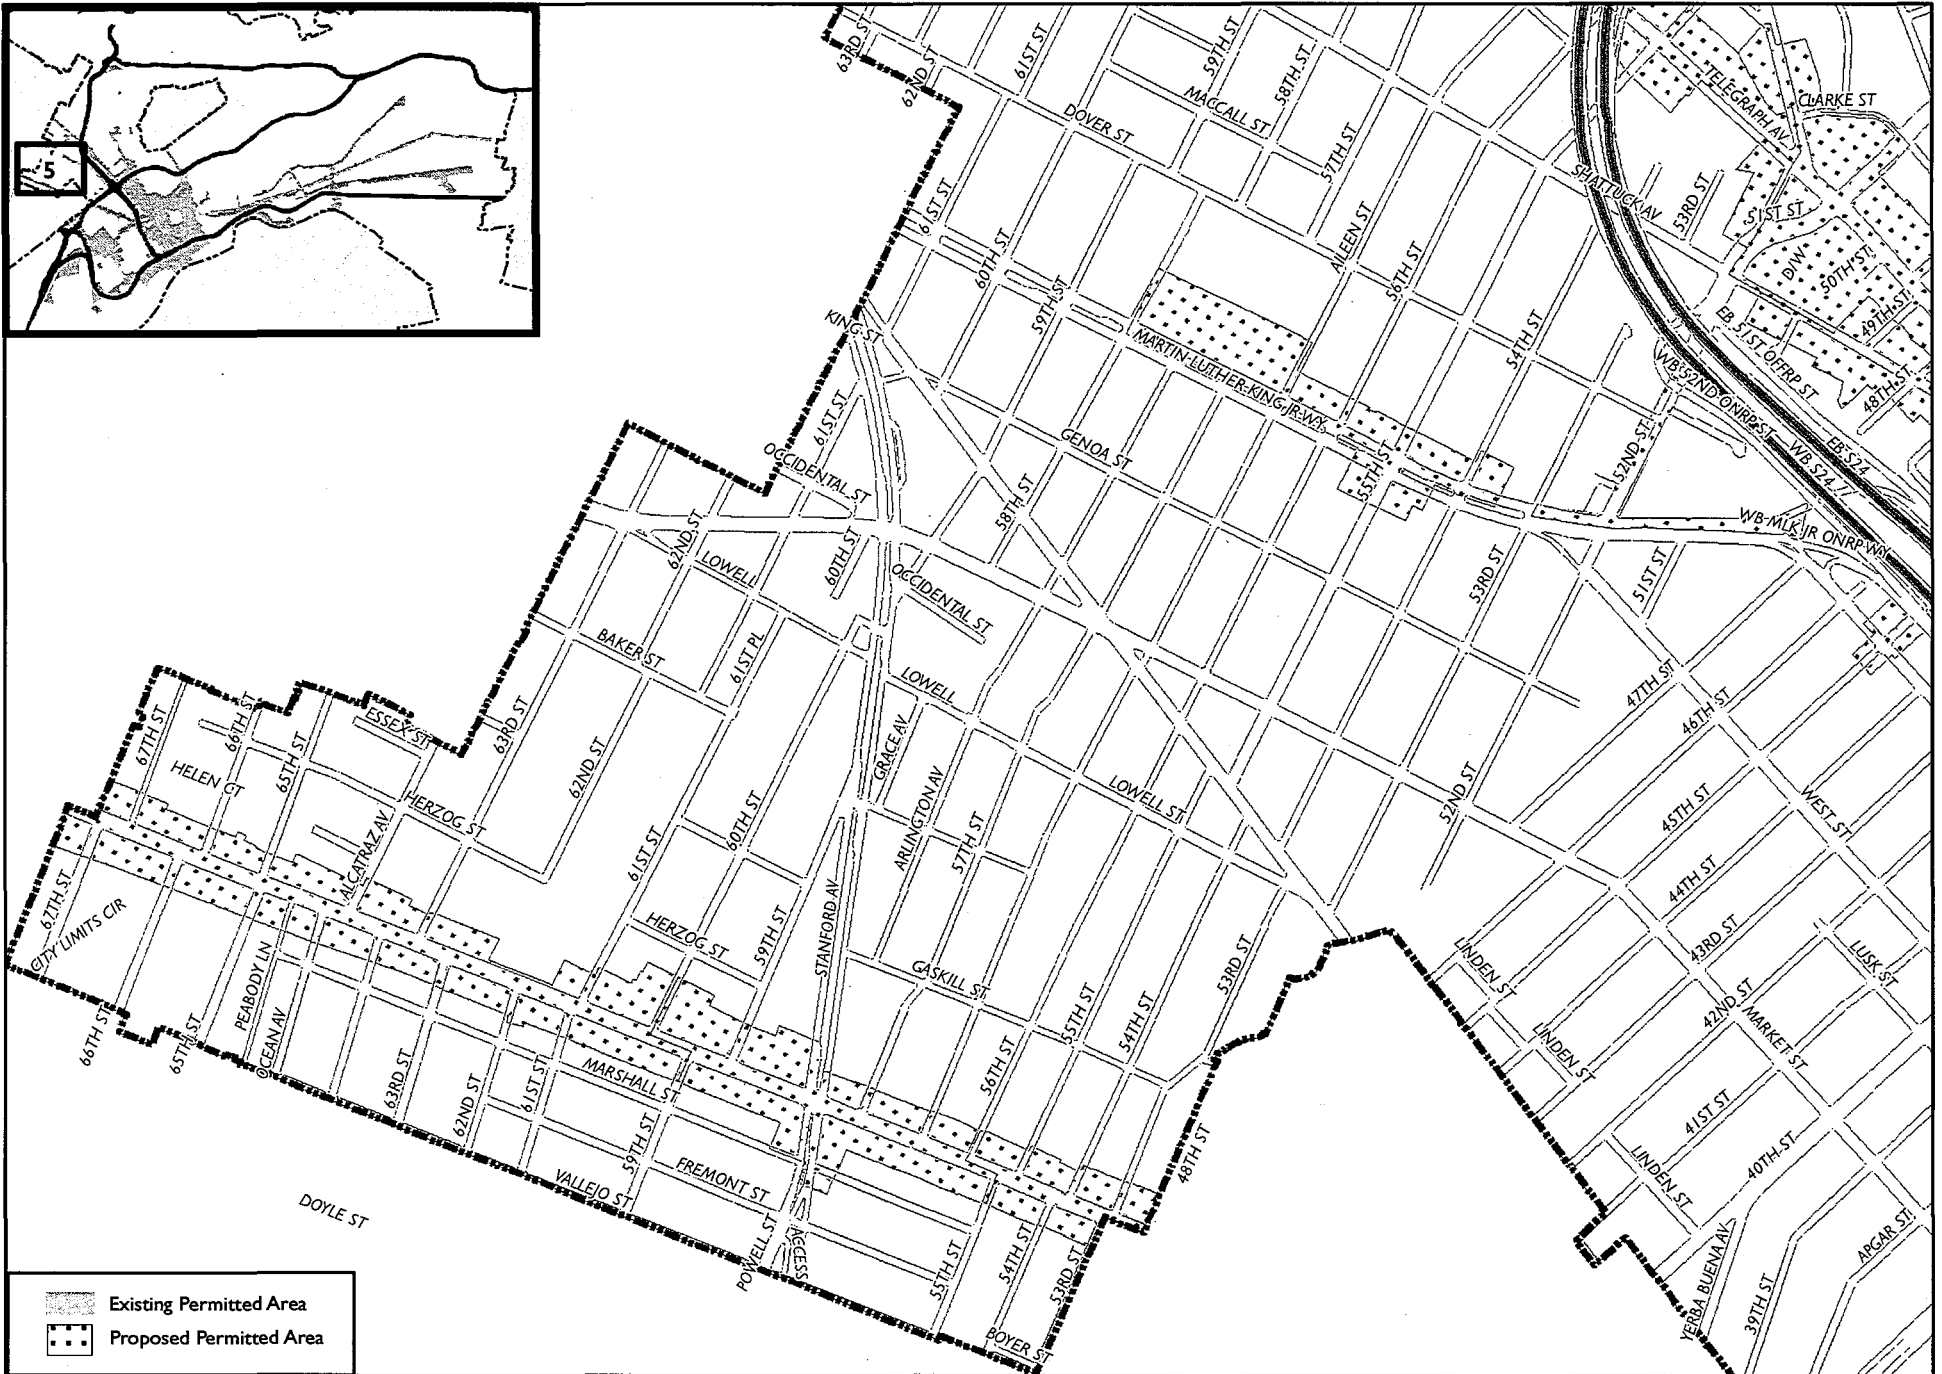 5
63RD ST
62ND ST
61ST ST
59TH ST
58TH ST
MACCALL ST
DOVER ST
57TH ST
TELEGRAPH AV
CLARKE ST
SHATTUCK AV
53RD ST
51ST ST
DIW
50TH ST
49TH ST
48TH ST
EB 51ST OFFRP ST
61ST ST
60TH ST
59TH ST
AILEEN ST
56TH ST
54TH ST
KING ST
MARTIN LUTHER KING JR WY
WB 52ND ONRP ST
EB S24
WB S24
61ST ST
OCCIDENTAL ST
GENOA ST
55TH ST
52ND ST
58TH ST
WB MLK JR ONRP WY
62ND ST
LOWELL
60TH ST
OCCIDENTAL ST
53RD ST
51ST ST
BAKER ST
61ST PL
LOWELL
47TH ST
46TH ST
67TH ST
66TH ST
ESSEX ST
63RD ST
65TH ST
HELEN CT
62ND ST
GRACE AV
ARLINGTON AV
LOWELL ST
52ND ST
45TH ST
WEST ST
HERZOG ST
ALCATRAZ AV
61ST ST
60TH ST
57TH ST
44TH ST
67TH ST
CITY LIMITS CIR
STANFORD AV
HERZOG ST
59TH ST
GASKILL ST
53RD ST
LINDEN ST
43RD ST
LUSK ST
PEABODY LN
OCEAN AV
66TH ST
65TH ST
55TH ST
54TH ST
56TH ST
42ND ST
MARKET ST
LINDEN ST
63RD ST
62ND ST
61ST ST
MARSHALL ST
59TH ST
41ST ST
40TH ST
48TH ST
LINDEN ST
VALLEJO ST
FREMONT ST
DOYLE ST
POWELL ST
ACCESS
55TH ST
54TH ST
53RD ST
BOYER ST
YERBA BUENA AV
39TH ST
APGAR ST
Existing Permitted Area
Proposed Permitted Area